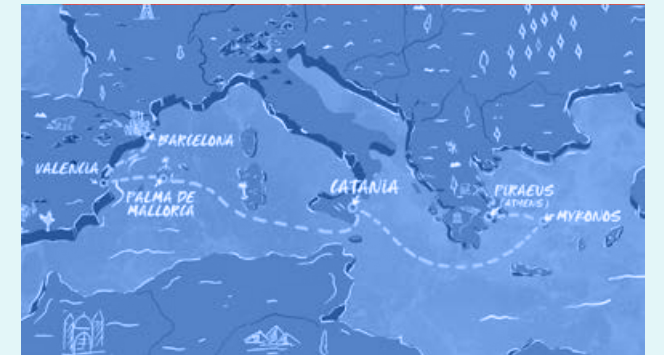 BARCELONA
VALENCIA
PALMA DE
MALLORCA
CATANIA
PIRAEUS
(ATHENS)
MYKONOS